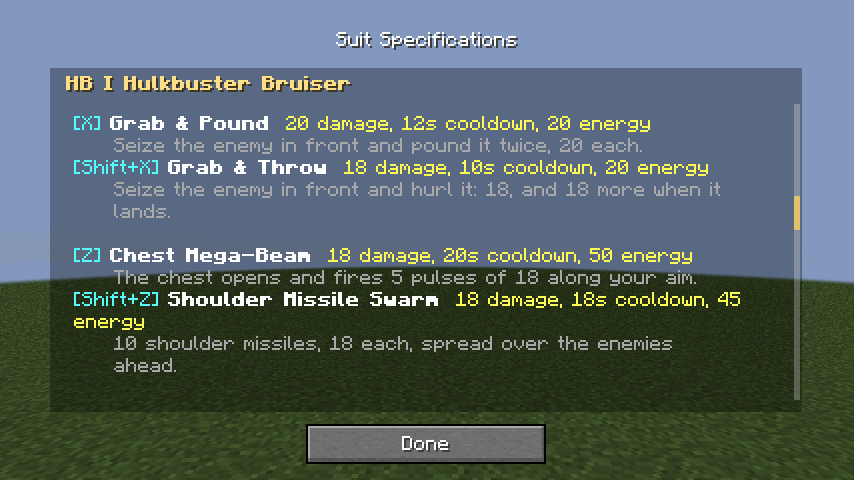 Suit Specifications
HB I Hulkbuster Bruiser
[X] Grab & Pound 20 damage, 12s cooldown, 20 energy
Seize the enemy in front and pound it twice, 20 each.
[Shift+X] Grab & Throw 18 damage, 10s cooldown, 20 energy
Seize the enemy in front and hurl it: 18, and 18 more when it
lands.
[Z] Chest Mega-Beam 18 damage, 20s cooldown, 50 energy
The chest opens and fires 5 pulses of 18 along your aim.
[Shift+Z] Shoulder Missile Swarm 18 damage, 18s cooldown, 45
energy
10 shoulder missiles, 18 each, spread over the enemies
ahead.
Done